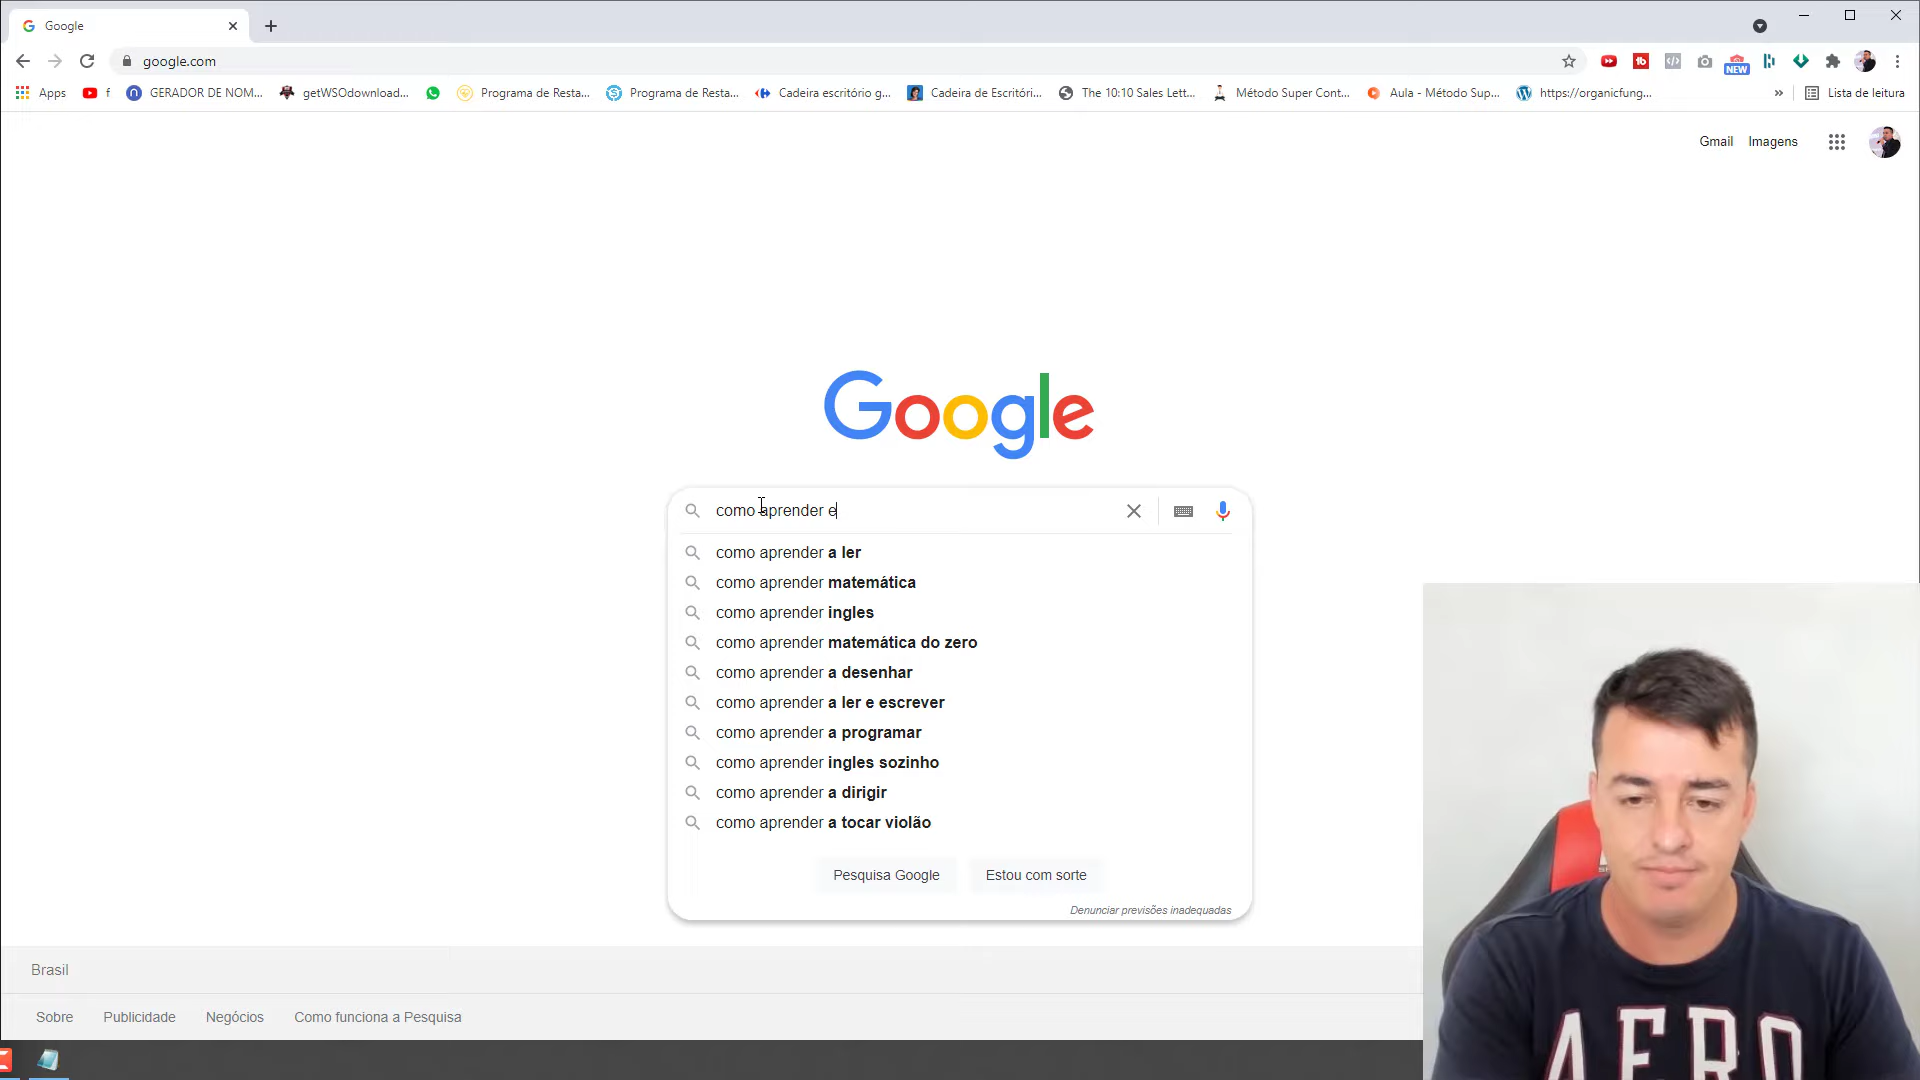 Google
google.com
Apps
f
GERADOR DE NOM...
getWSOdownload...
Programa de Resta...
Programa de Resta...
Cadeira escritório g...
Cadeira de Escritóri...
The 10:10 Sales Lett...
Método Super Cont...
Aula - Método Sup...
https://organicfung...
»
Lista de leitura
NEW
Gmail
Imagens
Google
como aprender e
como aprender a ler
como aprender matemática
como aprender ingles
como aprender matemática do zero
como aprender a desenhar
como aprender a ler e escrever
como aprender a programar
como aprender ingles sozinho
como aprender a dirigir
como aprender a tocar violão
Pesquisa Google
Estou com sorte
Denunciar previsões inadequadas
Brasil
Sobre
Publicidade
Negócios
Como funciona a Pesquisa
AERO